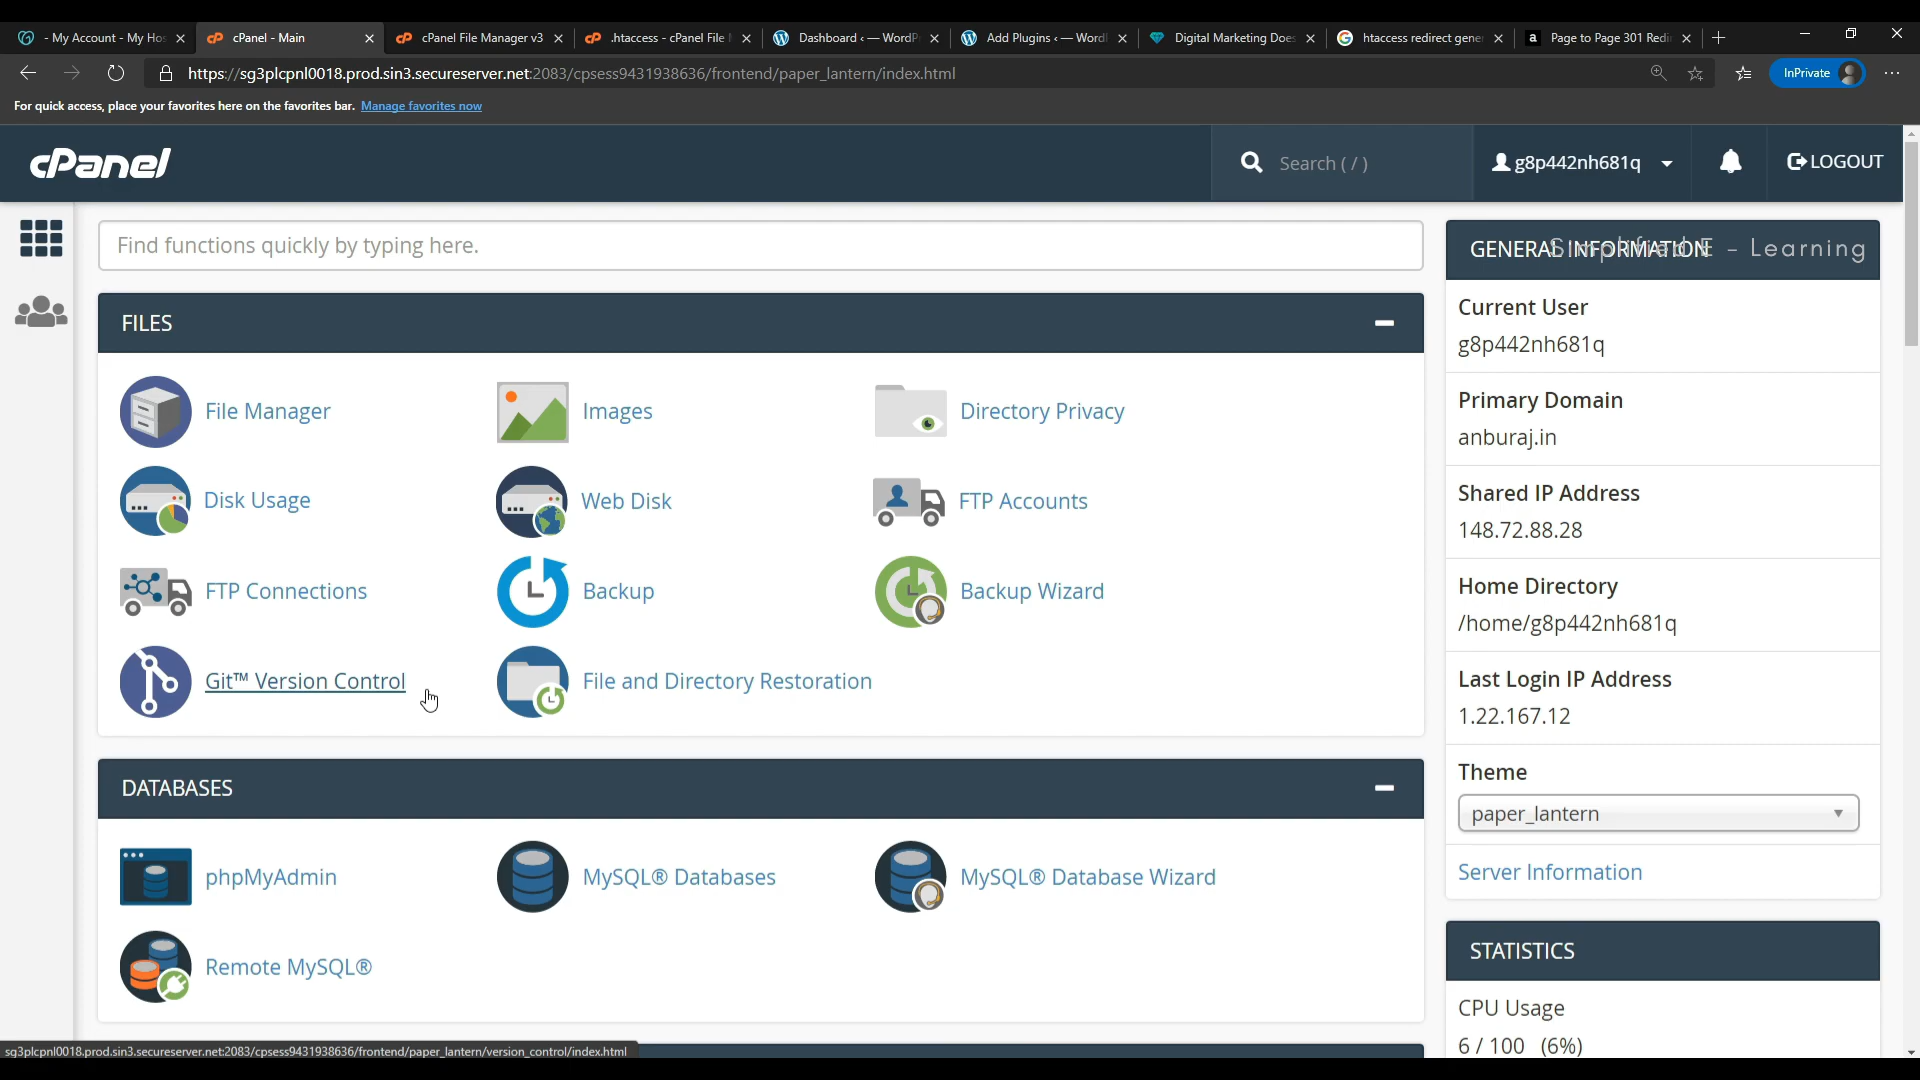 - My Account - My Ho
cPanel - Main
cPanel File Manager v3
.htaccess - cPanel File
Dashboard ‹ — WordP
Add Plugins ‹ — Word
Digital Marketing Does
htaccess redirect gene
Page to Page 301 Redi
https://sg3plcpnl0018.prod.sin3.secureserver.net:2083/cpsess9431938636/frontend/paper_lantern/index.html
InPrivate
For quick access, place your favorites here on the favorites bar. Manage favorites now
cPanel
Search ( / )
g8p442nh681q
LOGOUT
Find functions quickly by typing here.
GENERAL INFORMATION
Simplified E - Learning
FILES
File Manager
Images
Directory Privacy
Disk Usage
Web Disk
FTP Accounts
FTP Connections
Backup
Backup Wizard
Git™ Version Control
File and Directory Restoration
Current User
g8p442nh681q
Primary Domain
anburaj.in
Shared IP Address
148.72.88.28
Home Directory
/home/g8p442nh681q
Last Login IP Address
1.22.167.12
Theme
paper_lantern
Server Information
DATABASES
phpMyAdmin
MySQL® Databases
MySQL® Database Wizard
Remote MySQL®
STATISTICS
CPU Usage
6 / 100 (6%)
sg3plcpnl0018.prod.sin3.secureserver.net:2083/cpsess9431938636/frontend/paper_lantern/version_control/index.html